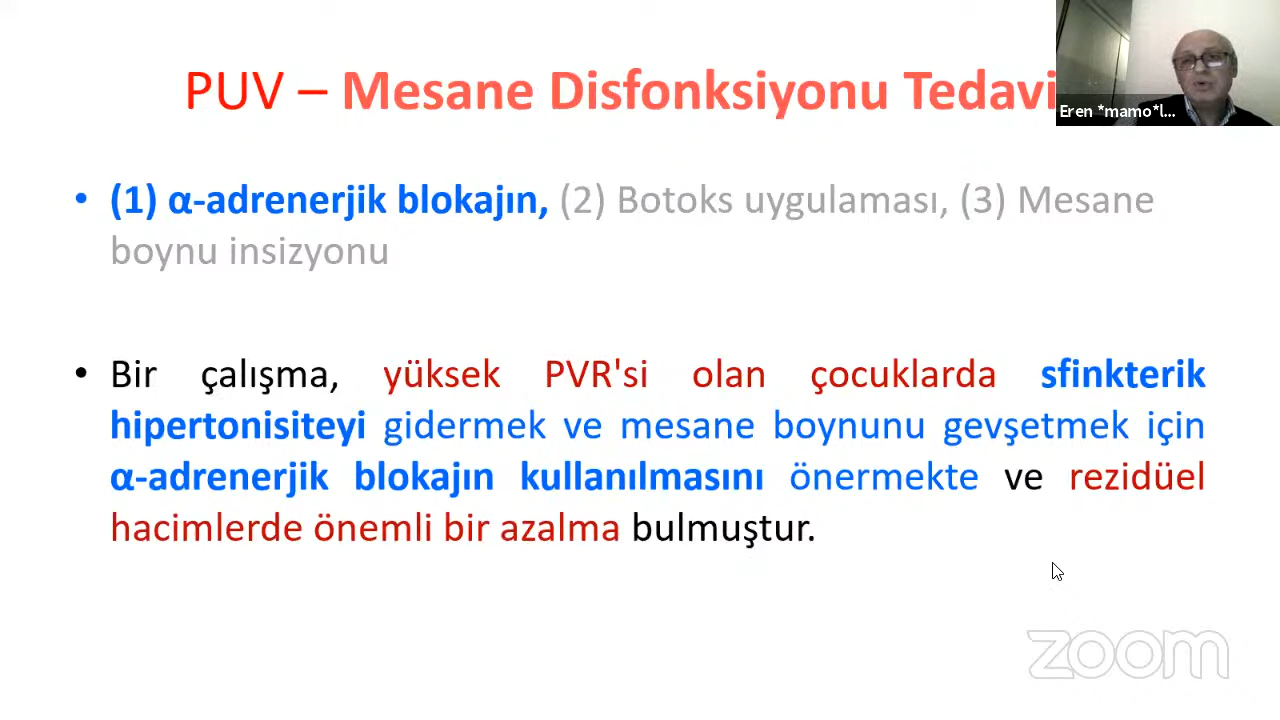 PUV – Mesane Disfonksiyonu Tedavi
Eren *mamo*l...
• (1) α-adrenerjik blokajın, (2) Botoks uygulaması, (3) Mesane
boynu insizyonu
• Bir çalışma, yüksek PVR'si olan çocuklarda sfinkterik
hipertonisiteyi gidermek ve mesane boynunu gevşetmek için
α-adrenerjik blokajın kullanılmasını önermekte ve rezidüel
hacimlerde önemli bir azalma bulmuştur.
zoom